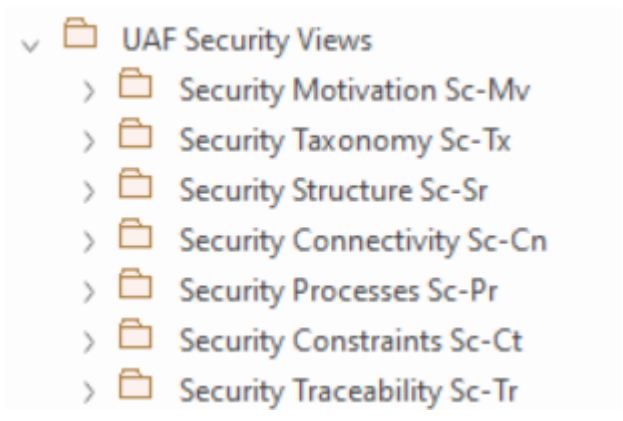 UAF Security Views
Security Motivation Sc-Mv
Security Taxonomy Sc-Tx
Security Structure Sc-Sr
Security Connectivity Sc-Cn
Security Processes Sc-Pr
Security Constraints Sc-Ct
Security Traceability Sc-Tr